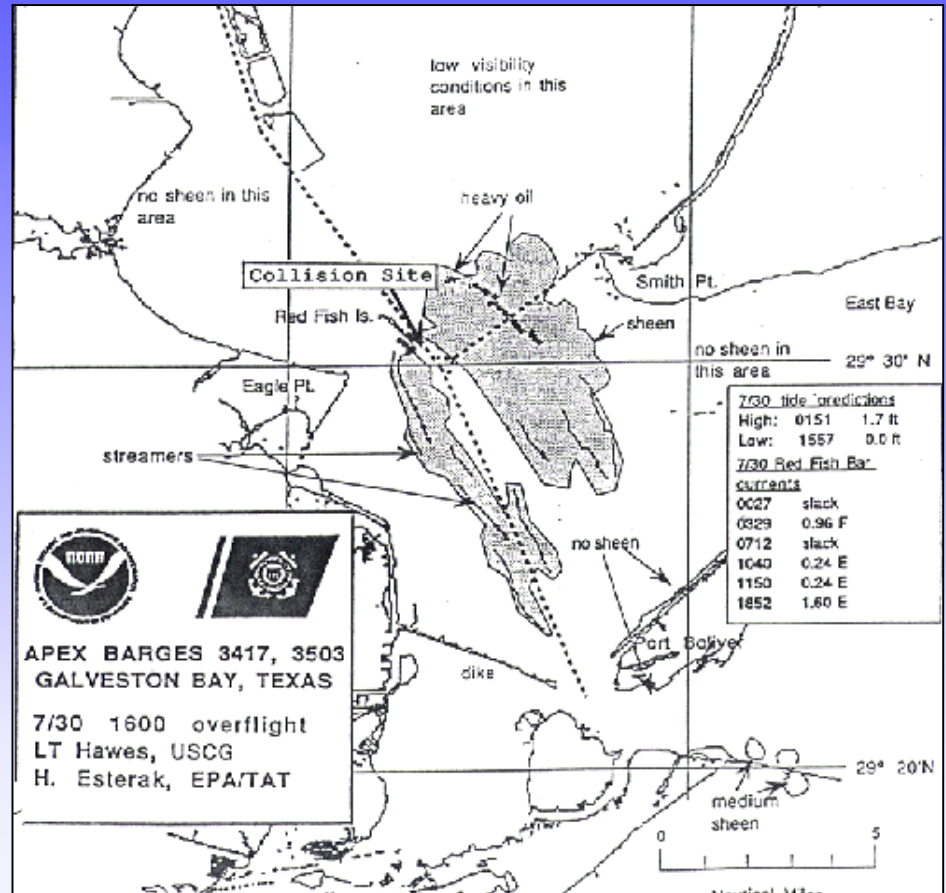 low visibility
conditions in this
area
no sheen in this
area
heavy oil
Collision Site
Smith Pt.
Red Fish Is.
East Bay
sheen
no sheen in
this area
29° 30' N
Eagle Pt.
7/30 tide predictions
High: 0151 1.7 ft
Low: 1557 0.0 ft
7/30 Red Fish Bar
currents
0027 slack
0329 0.96 F
0712 slack
1040 0.24 E
1150 0.24 E
1852 1.60 E
streamers
no sheen
noaa
APEX BARGES 3417, 3503
GALVESTON BAY, TEXAS
7/30 1600 overflight
LT Hawes, USCG
H. Esterak, EPA/TAT
Port Boliver
dike
29° 20'N
medium
sheen
0 5
Nautical Miles